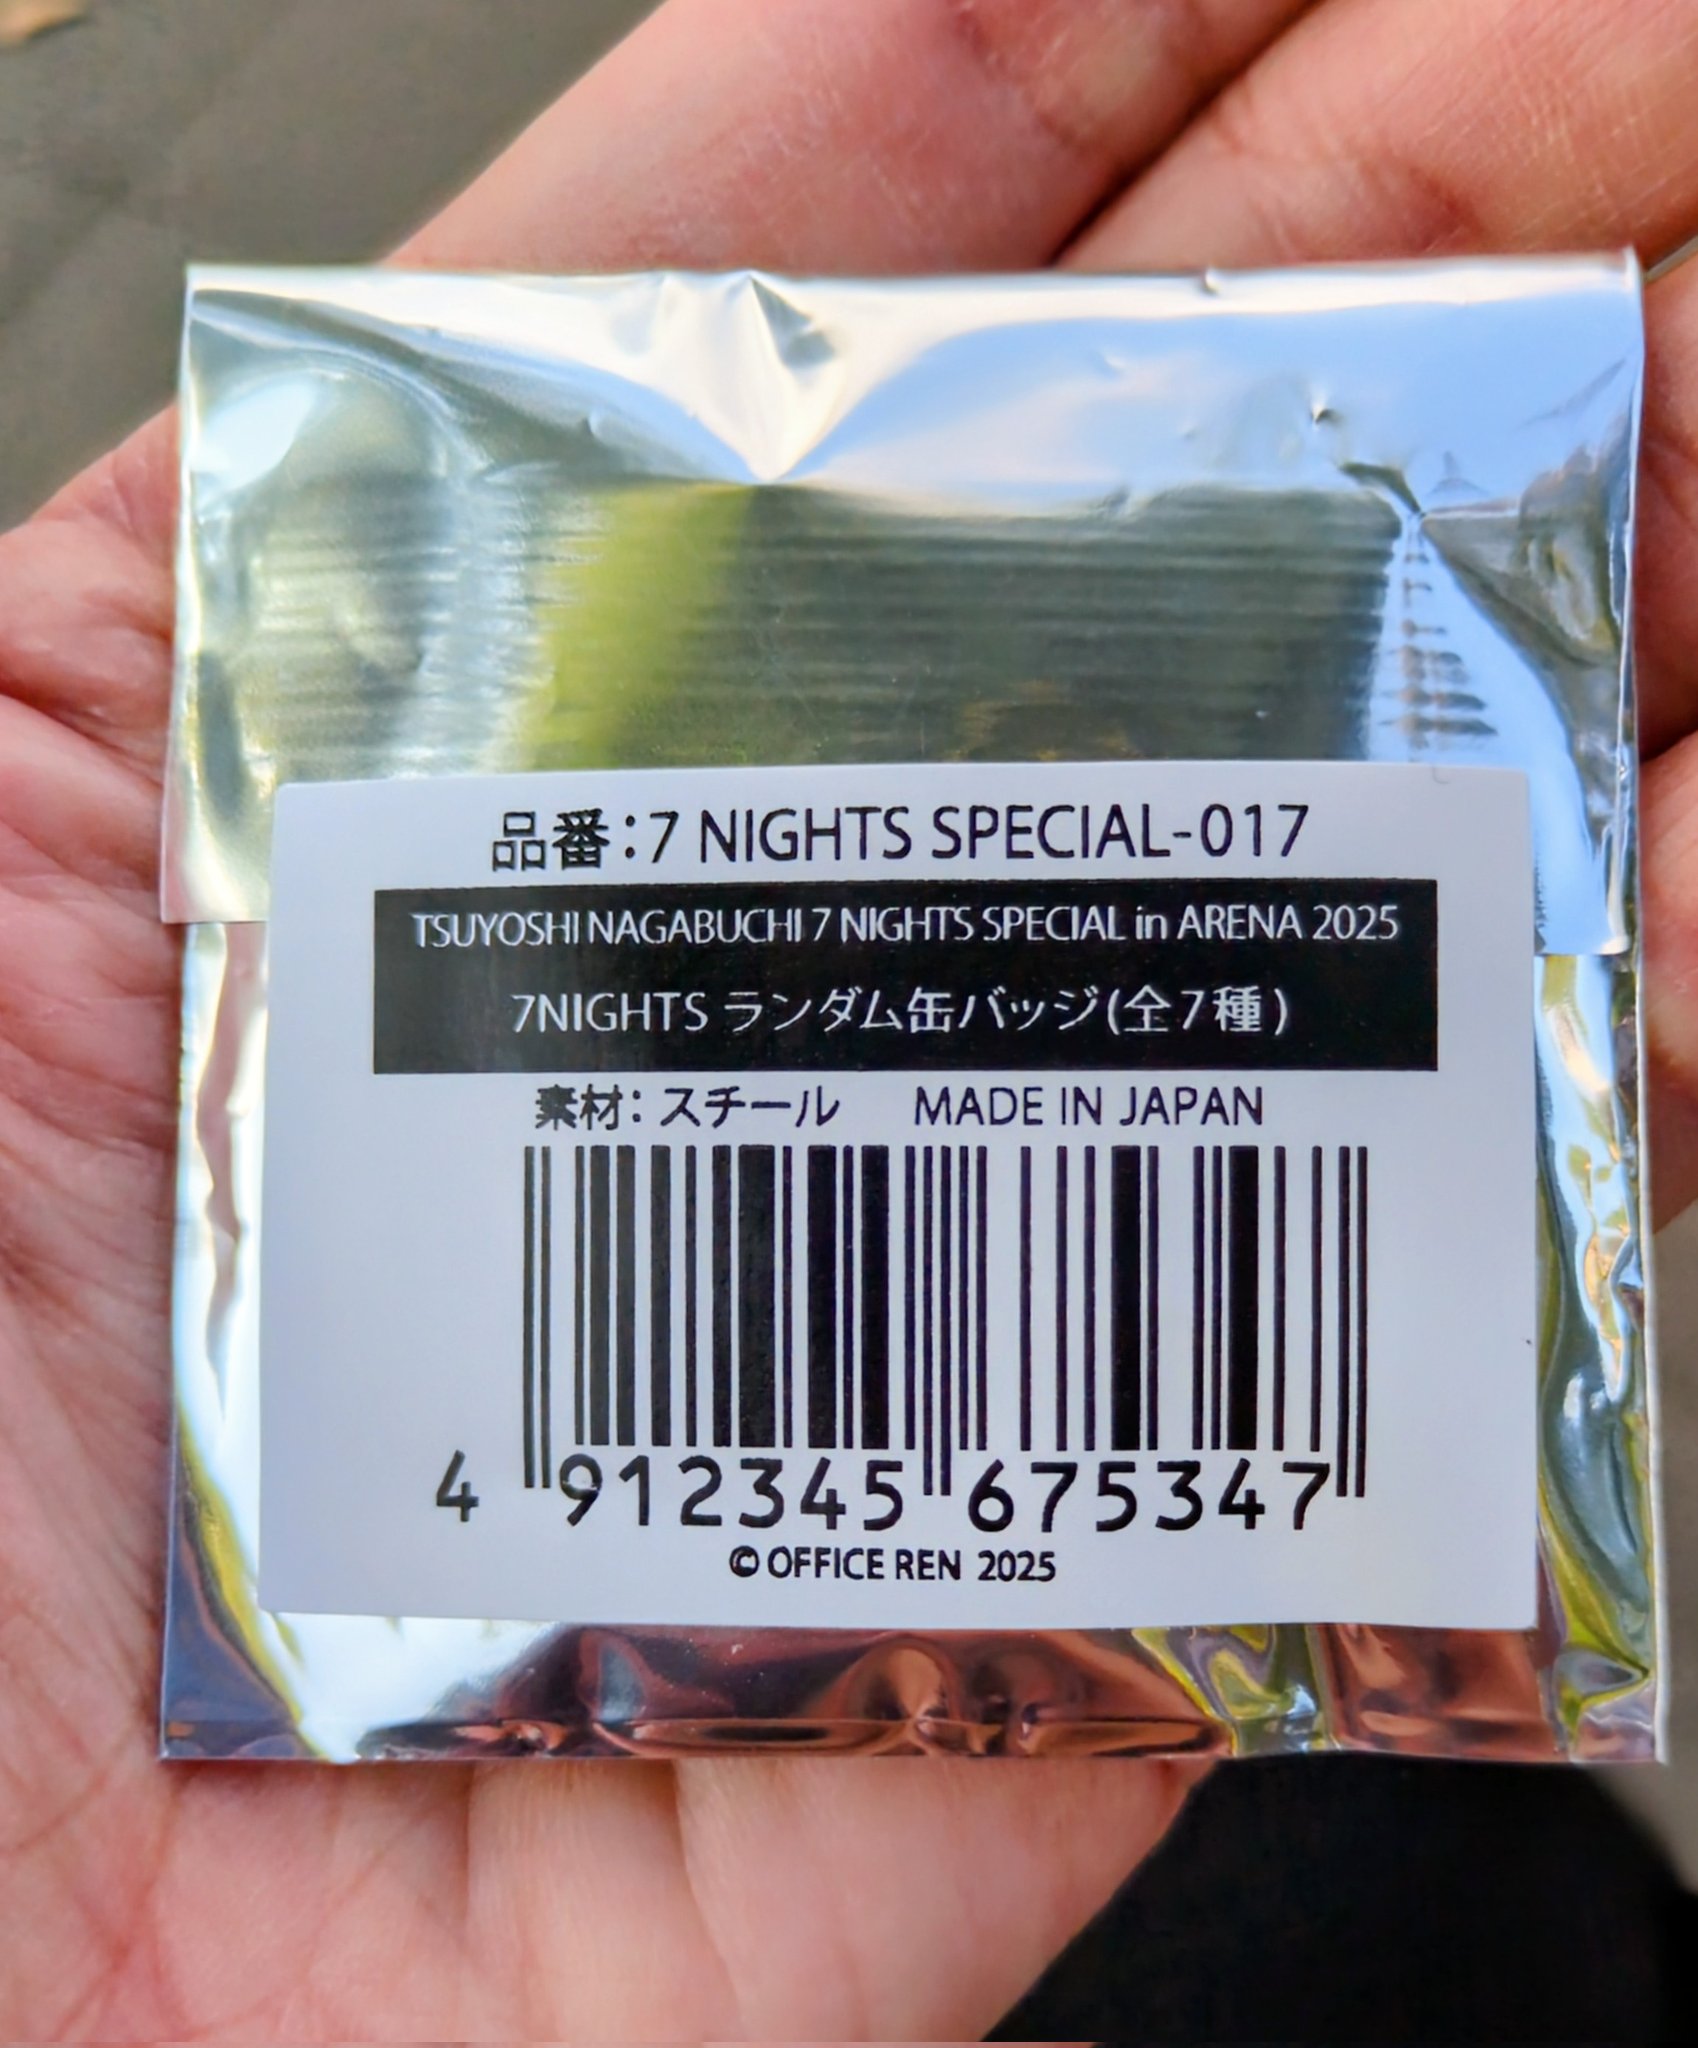 品番:7 NIGHTS SPECIAL-017
TSUYOSHI NAGABUCHI 7 NIGHTS SPECIAL in ARENA 2025
7NIGHTS ランダム缶バッジ(全7種)
素材: スチール MADE IN JAPAN
4 912345 675347
© OFFICE REN 2025